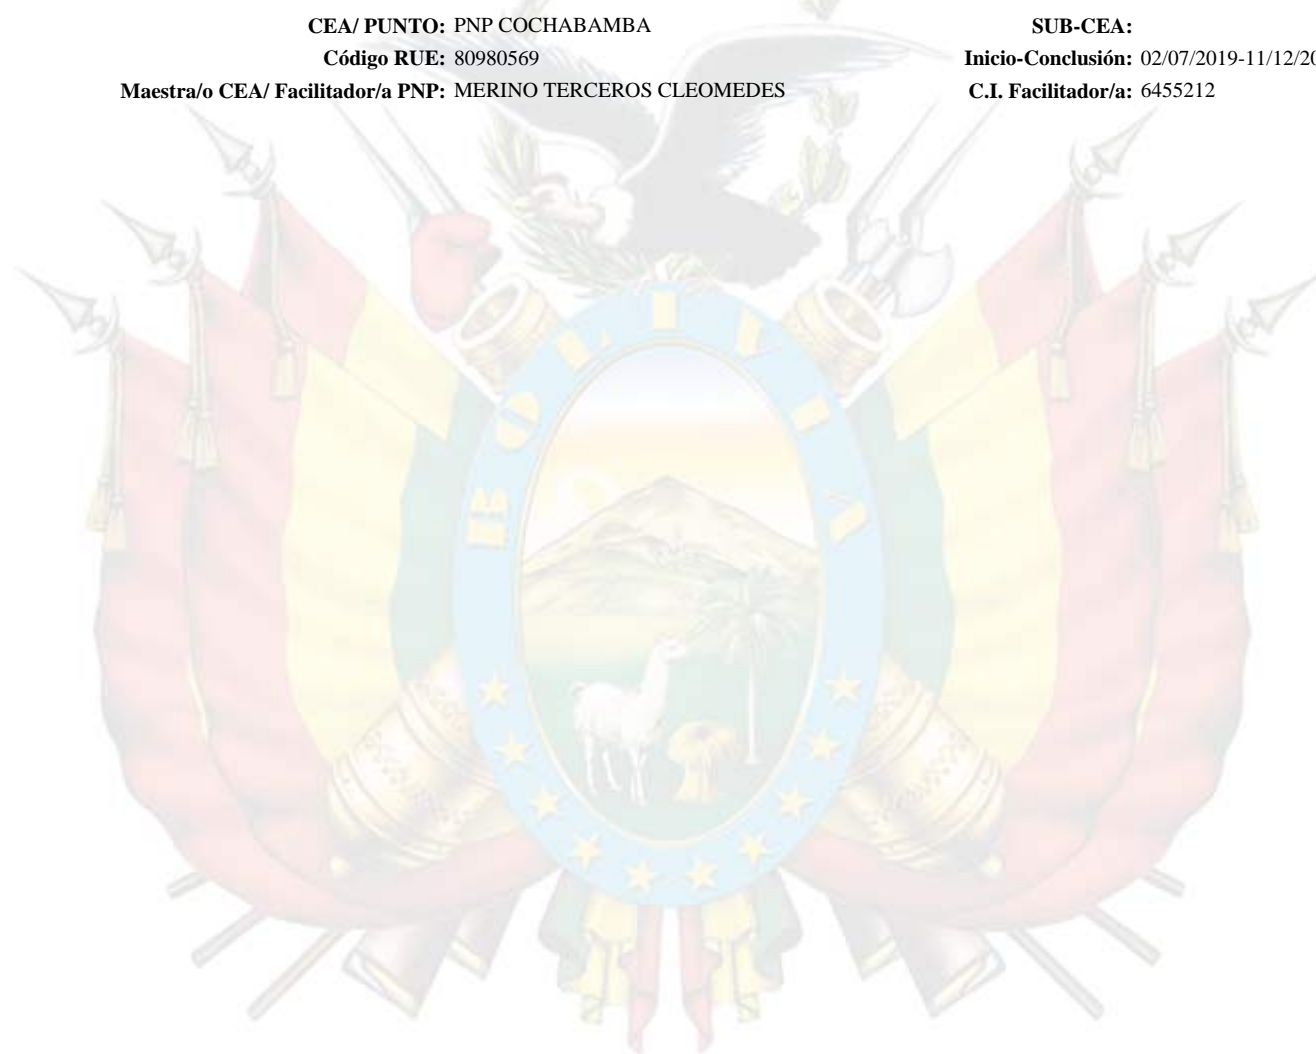 CEA/ PUNTO: PNP COCHABAMBA SUB-CEA:
Código RUE: 80980569 Inicio-Conclusión: 02/07/2019-11/12/20
Maestra/o CEA/ Facilitador/a PNP: MERINO TERCEROS CLEOMEDES C.I. Facilitador/a: 6455212
BOLIVIA